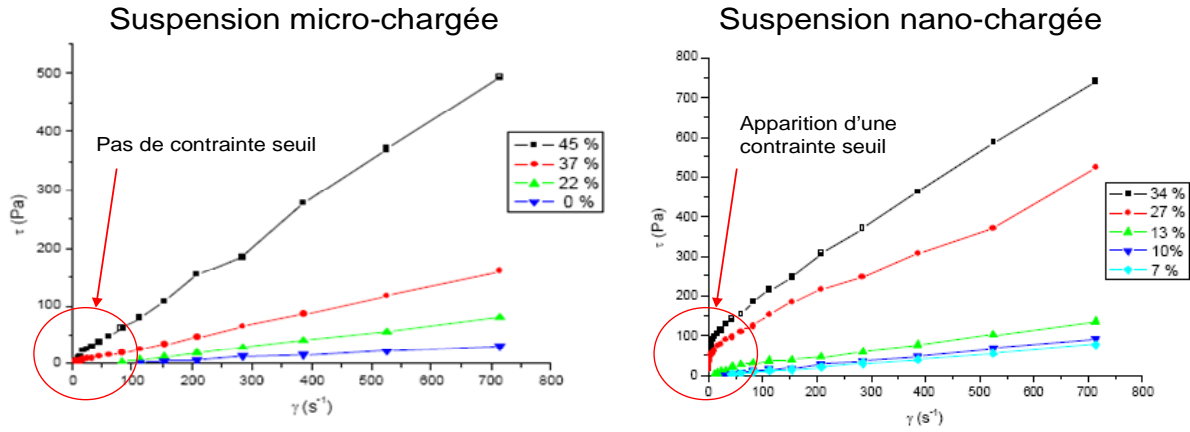 Suspension micro-chargée
500
400
300
200
100
0
τ (Pa)
Pas de contrainte seuil
45 %
37 %
22 %
0 %
0 100 200 300 400 500 600 700 800
γ (s⁻¹)
Suspension nano-chargée
800
700
600
500
400
300
200
100
0
τ (Pa)
Apparition d’une
contrainte seuil
34 %
27 %
13 %
10%
7 %
0 100 200 300 400 500 600 700 800
γ (s⁻¹)